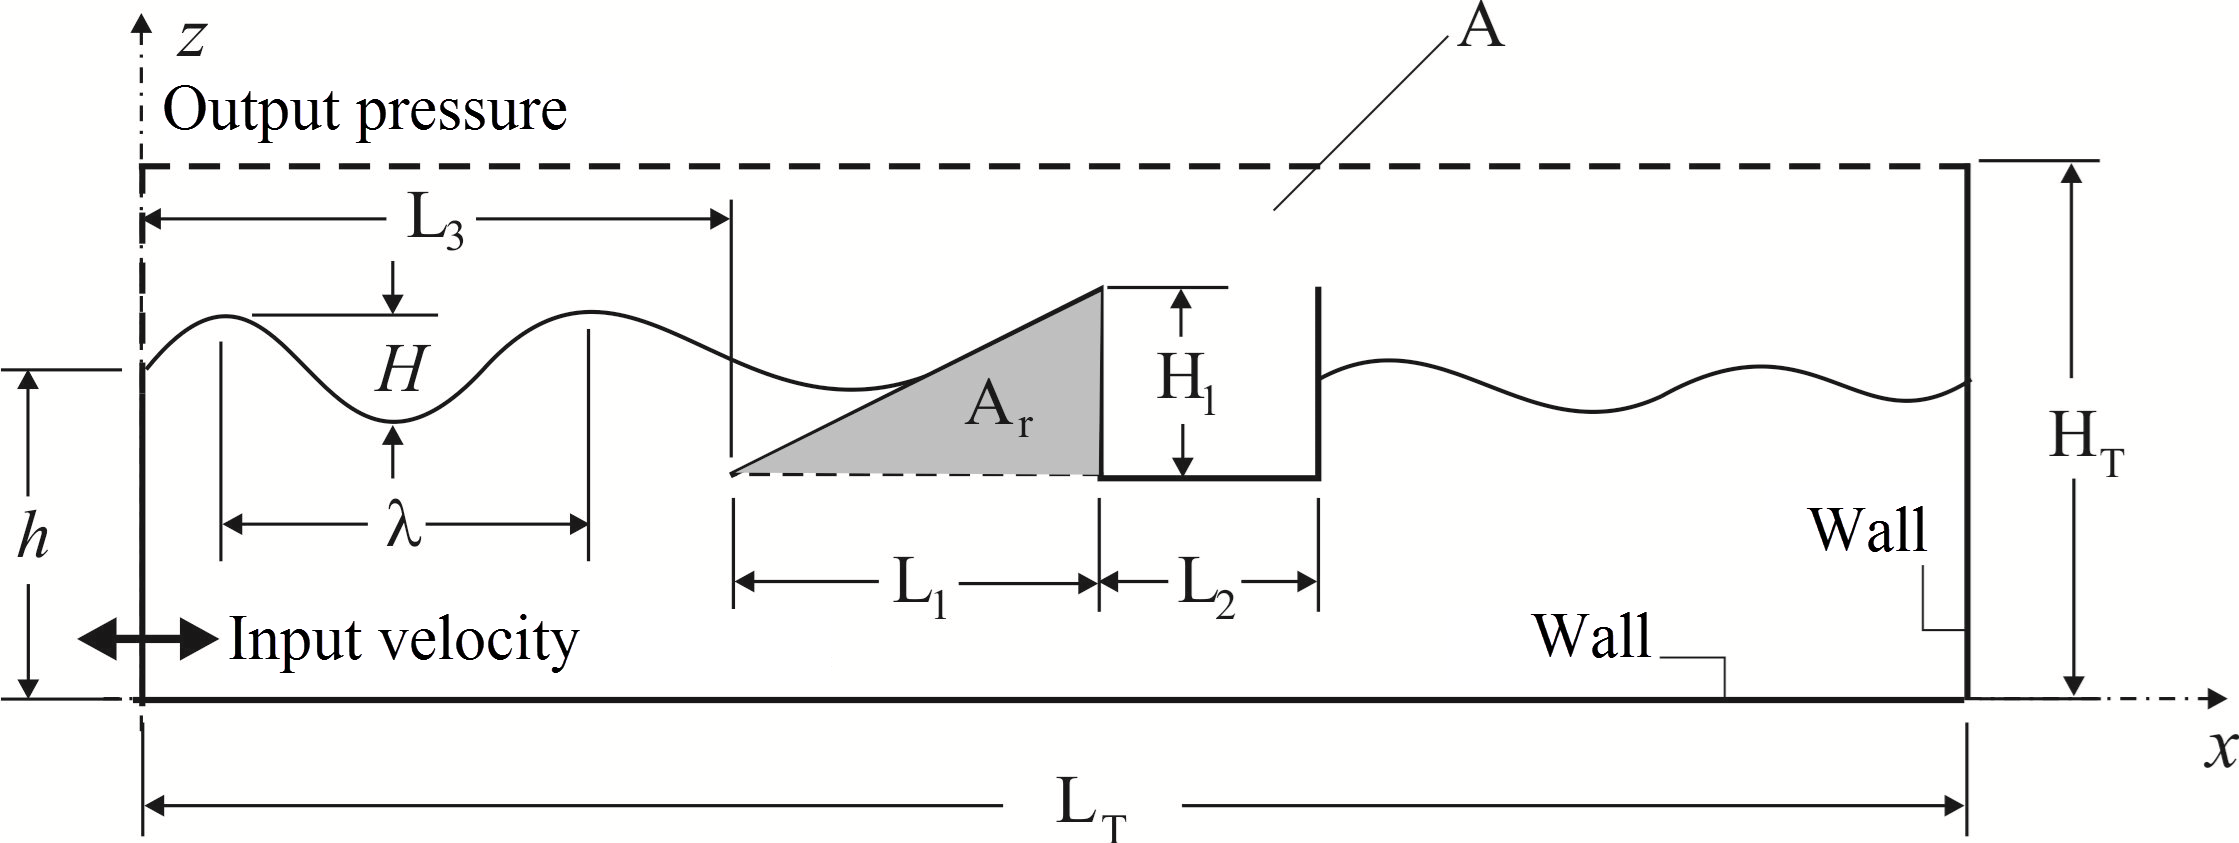 z
A
Output pressure
L3
H
H1
Ar
HT
λ
h
L1
L2
Wall
Input velocity
Wall
x
LT